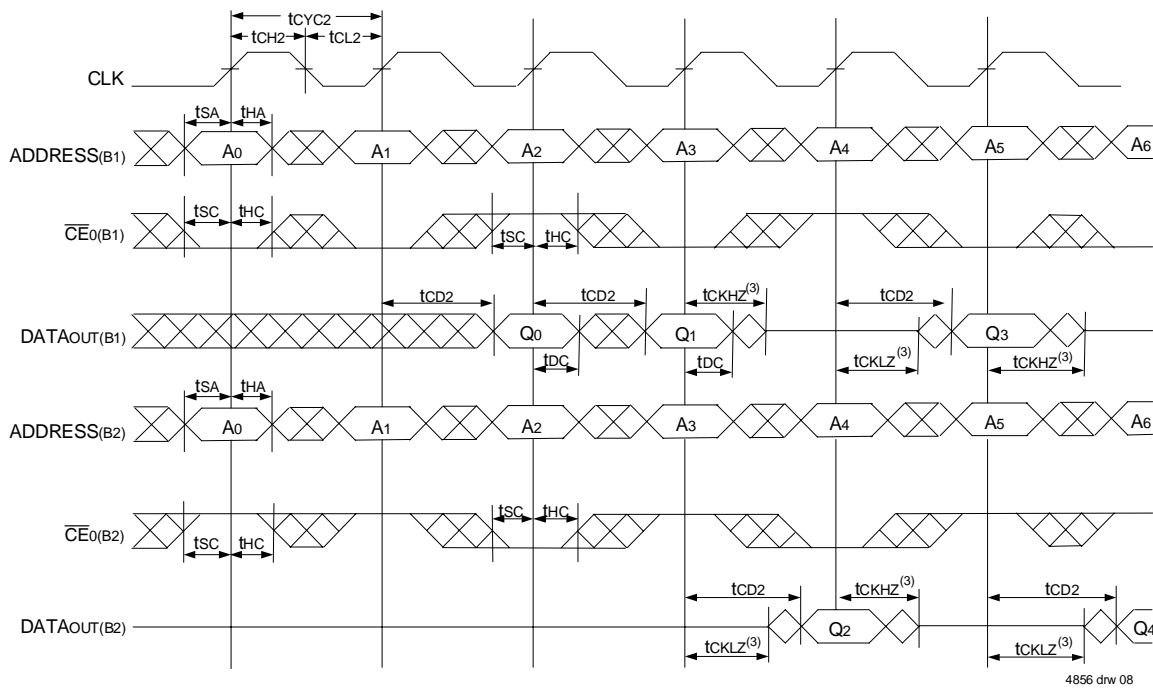 tCYC2
tCH2 tCL2
CLK
tSA tHA
ADDRESS(B1) A0 A1 A2 A3 A4 A5 A6
tSC tHC
CE0(B1)
tSC tHC
tCD2 tCD2 tCKHZ(3) tCD2
DATAOUT(B1) Q0 Q1 Q3
tDC tDC tCKLZ(3) tCKHZ(3)
tSA tHA
ADDRESS(B2) A0 A1 A2 A3 A4 A5 A6
tSC tHC
CE0(B2)
tSC tHC
tCD2 tCKHZ(3) tCD2
DATAOUT(B2) Q2 Q4
tCKLZ(3) tCKLZ(3)
4856 drw 08